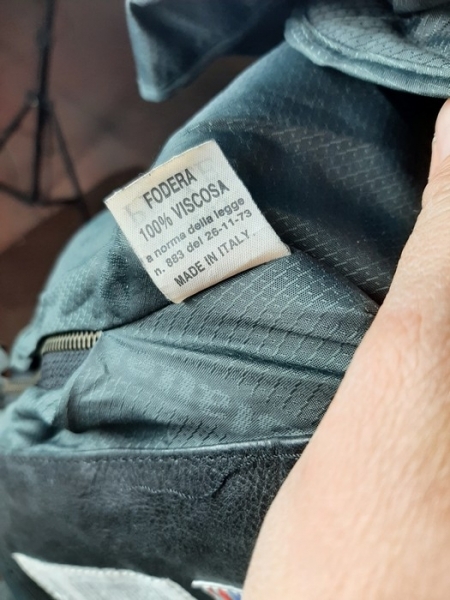 FODERA
100% VISCOSA
a norma della legge
n. 883 del 26-11-73
MADE IN ITALY